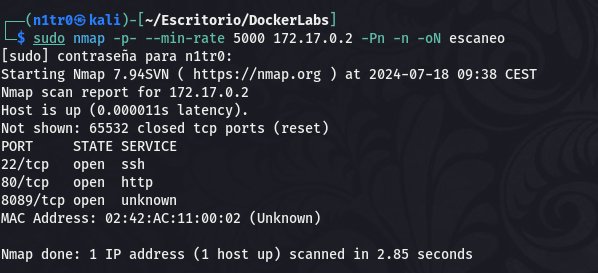 ┌──(n1tr0㉿kali)-[~/Escritorio/DockerLabs]
└─$ sudo nmap -p- --min-rate 5000 172.17.0.2 -Pn -n -oN escaneo
[sudo] contraseña para n1tr0:
Starting Nmap 7.94SVN ( https://nmap.org ) at 2024-07-18 09:38 CEST
Nmap scan report for 172.17.0.2
Host is up (0.000011s latency).
Not shown: 65532 closed tcp ports (reset)
PORT     STATE SERVICE
22/tcp   open  ssh
80/tcp   open  http
8089/tcp open  unknown
MAC Address: 02:42:AC:11:00:02 (Unknown)
Nmap done: 1 IP address (1 host up) scanned in 2.85 seconds